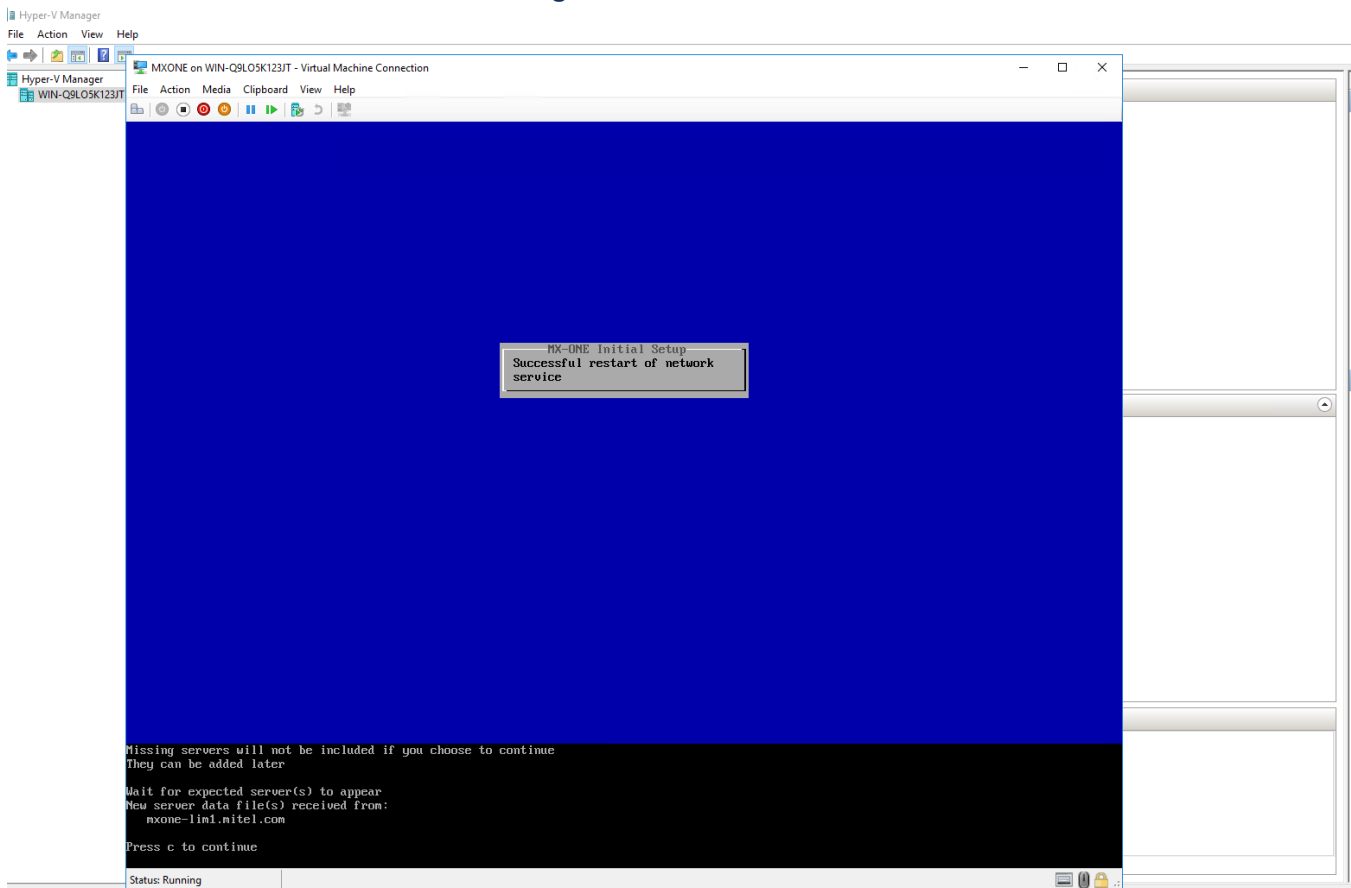 Hyper-V Manager
File Action View Help
Hyper-V Manager
WIN-Q9LO5K123JT
MXONE on WIN-Q9LO5K123JT - Virtual Machine Connection
File Action Media Clipboard View Help
MX-ONE Initial Setup
Successful restart of network
service
Missing servers will not be included if you choose to continue
They can be added later
Wait for expected server(s) to appear
New server data file(s) received from:
mxone-lim1.mitel.com
Press c to continue
Status: Running